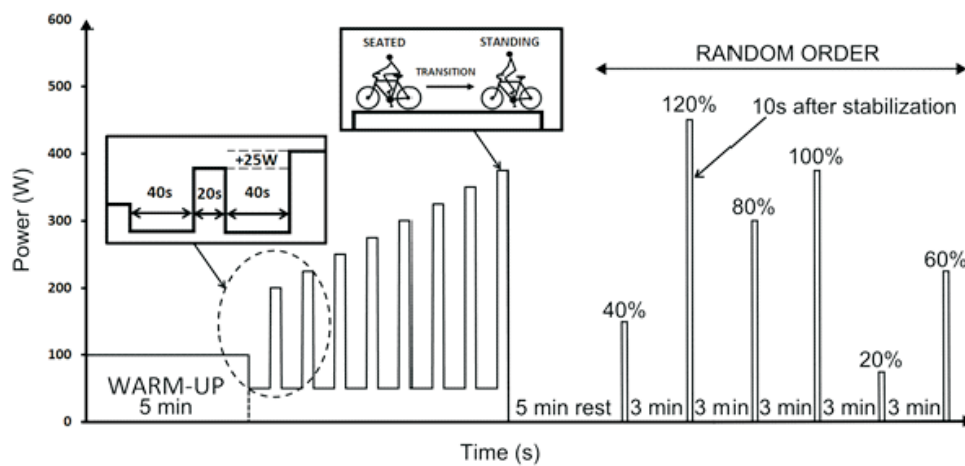 600
500
400
300
200
100
0
Power (W)
Time (s)
WARM-UP
5 min
+25W
40s
20s
40s
SEATED
STANDING
TRANSITION
RANDOM ORDER
10s after stabilization
40%
120%
80%
100%
20%
60%
5 min rest
3 min
3 min
3 min
3 min
3 min